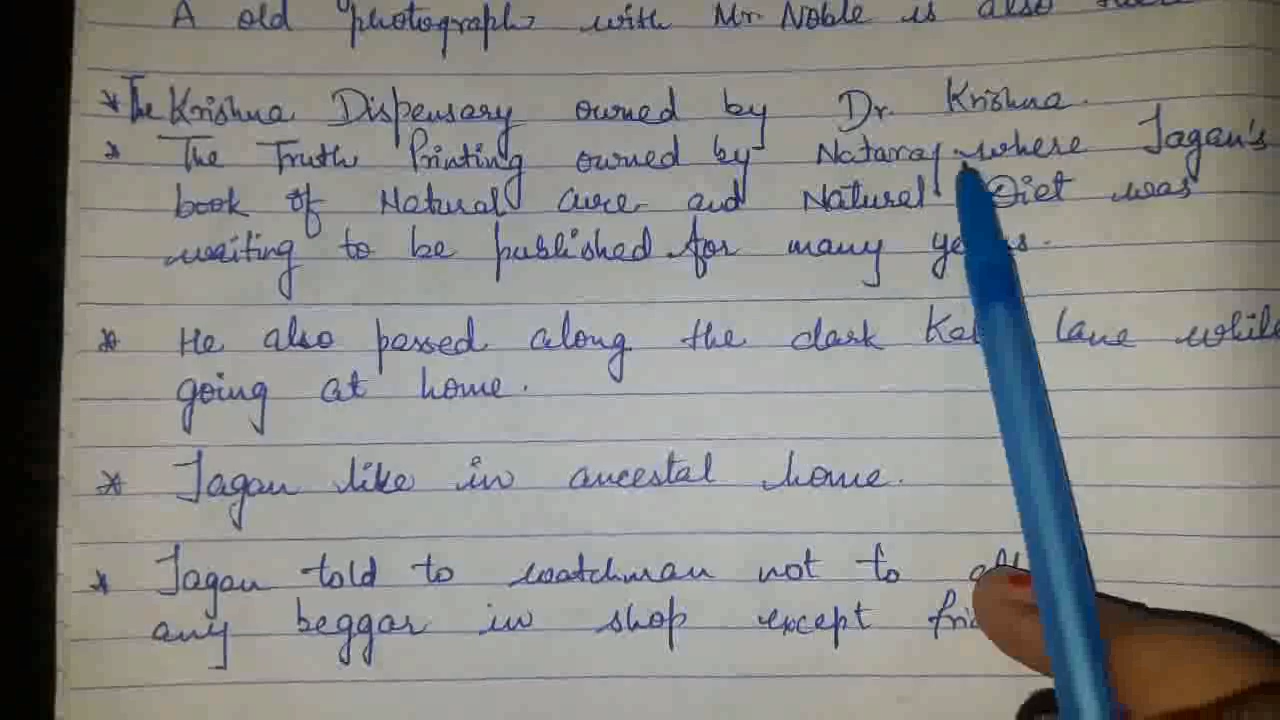 A old photograph with Mr. Noble is also
* The Krishna Dispensary owned by Dr. Krishna.
* The Truth Printing owned by Nataraj where Jagan's
book of Natural cure and Natural Diet was
waiting to be published for many years.
* He also passed along the dark lane while
going at home.
* Jagan like in ancestal home.
* Jagan told to watchman not to
any beggar in shop except